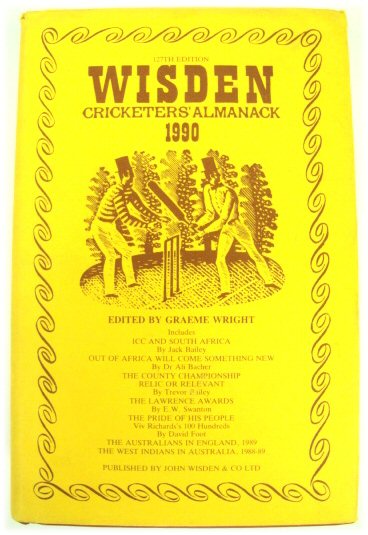 127TH EDITION
WISDEN
CRICKETERS' ALMANACK
1990
EDITED BY GRAEME WRIGHT
Includes
ICC AND SOUTH AFRICA
By Jack Bailey
OUT OF AFRICA WILL COME SOMETHING NEW
By Dr Ali Bacher
THE COUNTY CHAMPIONSHIP
RELIC OR RELEVANT
By Trevor Bailey
THE LAWRENCE AWARDS
By E.W. Swanton
THE PRIDE OF HIS PEOPLE
Viv Richards's 100 Hundreds
By David Foot
THE AUSTRALIANS IN ENGLAND, 1989
THE WEST INDIANS IN AUSTRALIA, 1988-89
PUBLISHED BY JOHN WISDEN & CO LTD